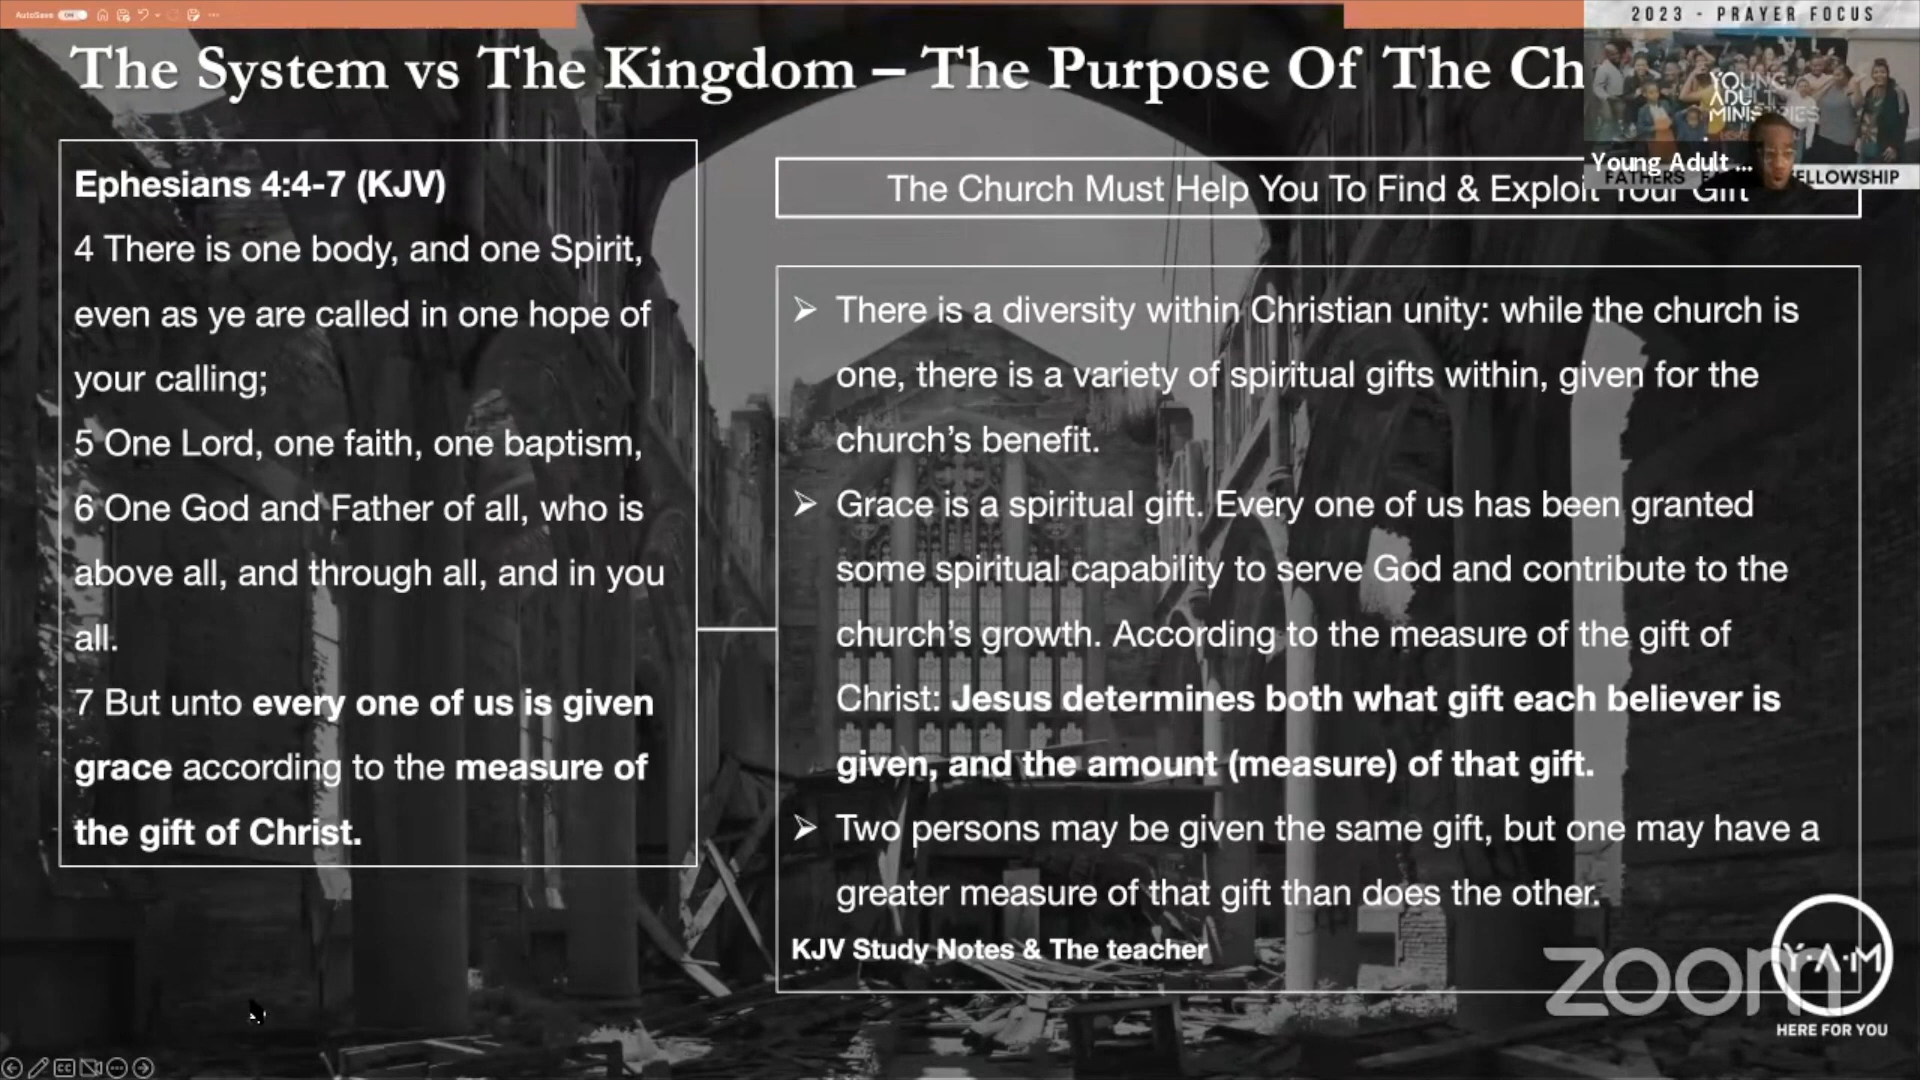 AutoSave ON
The System vs The Kingdom – The Purpose Of The Ch
2023 - PRAYER FOCUS
YOUNG
ADULT
MINISTRIES
Young Adult ...
FATHERS
FELLOWSHIP
Ephesians 4:4-7 (KJV)
4 There is one body, and one Spirit,
even as ye are called in one hope of
your calling;
5 One Lord, one faith, one baptism,
6 One God and Father of all, who is
above all, and through all, and in you
all.
7 But unto every one of us is given
grace according to the measure of
the gift of Christ.
The Church Must Help You To Find & Exploit Your Gift
➢ There is a diversity within Christian unity: while the church is
one, there is a variety of spiritual gifts within, given for the
church’s benefit.
➢ Grace is a spiritual gift. Every one of us has been granted
some spiritual capability to serve God and contribute to the
church’s growth. According to the measure of the gift of
Christ: Jesus determines both what gift each believer is
given, and the amount (measure) of that gift.
➢ Two persons may be given the same gift, but one may have a
greater measure of that gift than does the other.
KJV Study Notes & The teacher
zoom
Y·A·M
HERE FOR YOU
CC